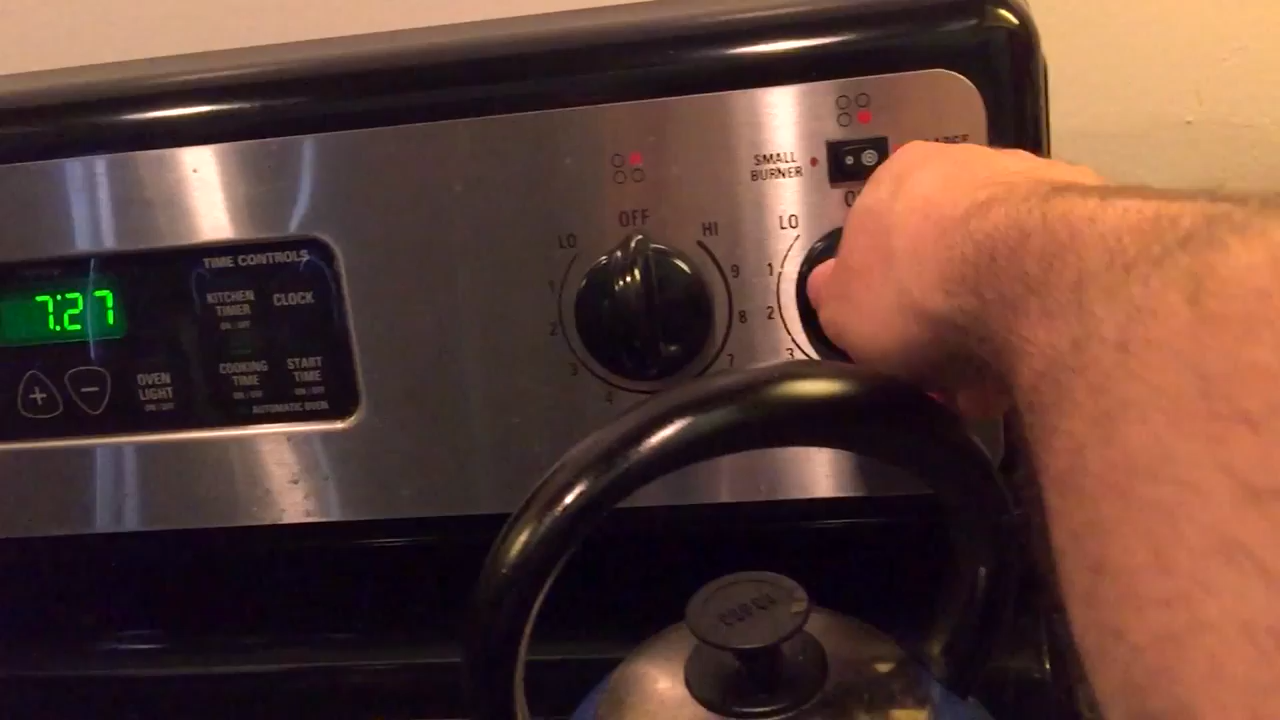 7:27
TIME CONTROLS
KITCHEN
TIMER
ON / OFF
CLOCK
COOKING
TIME
ON / OFF
START
TIME
ON / OFF
AUTOMATIC OVEN
+
−
OVEN
LIGHT
ON / OFF
OFF
LO
HI
1
2
3
4
7
8
9
SMALL
BURNER
LO
1
2
3